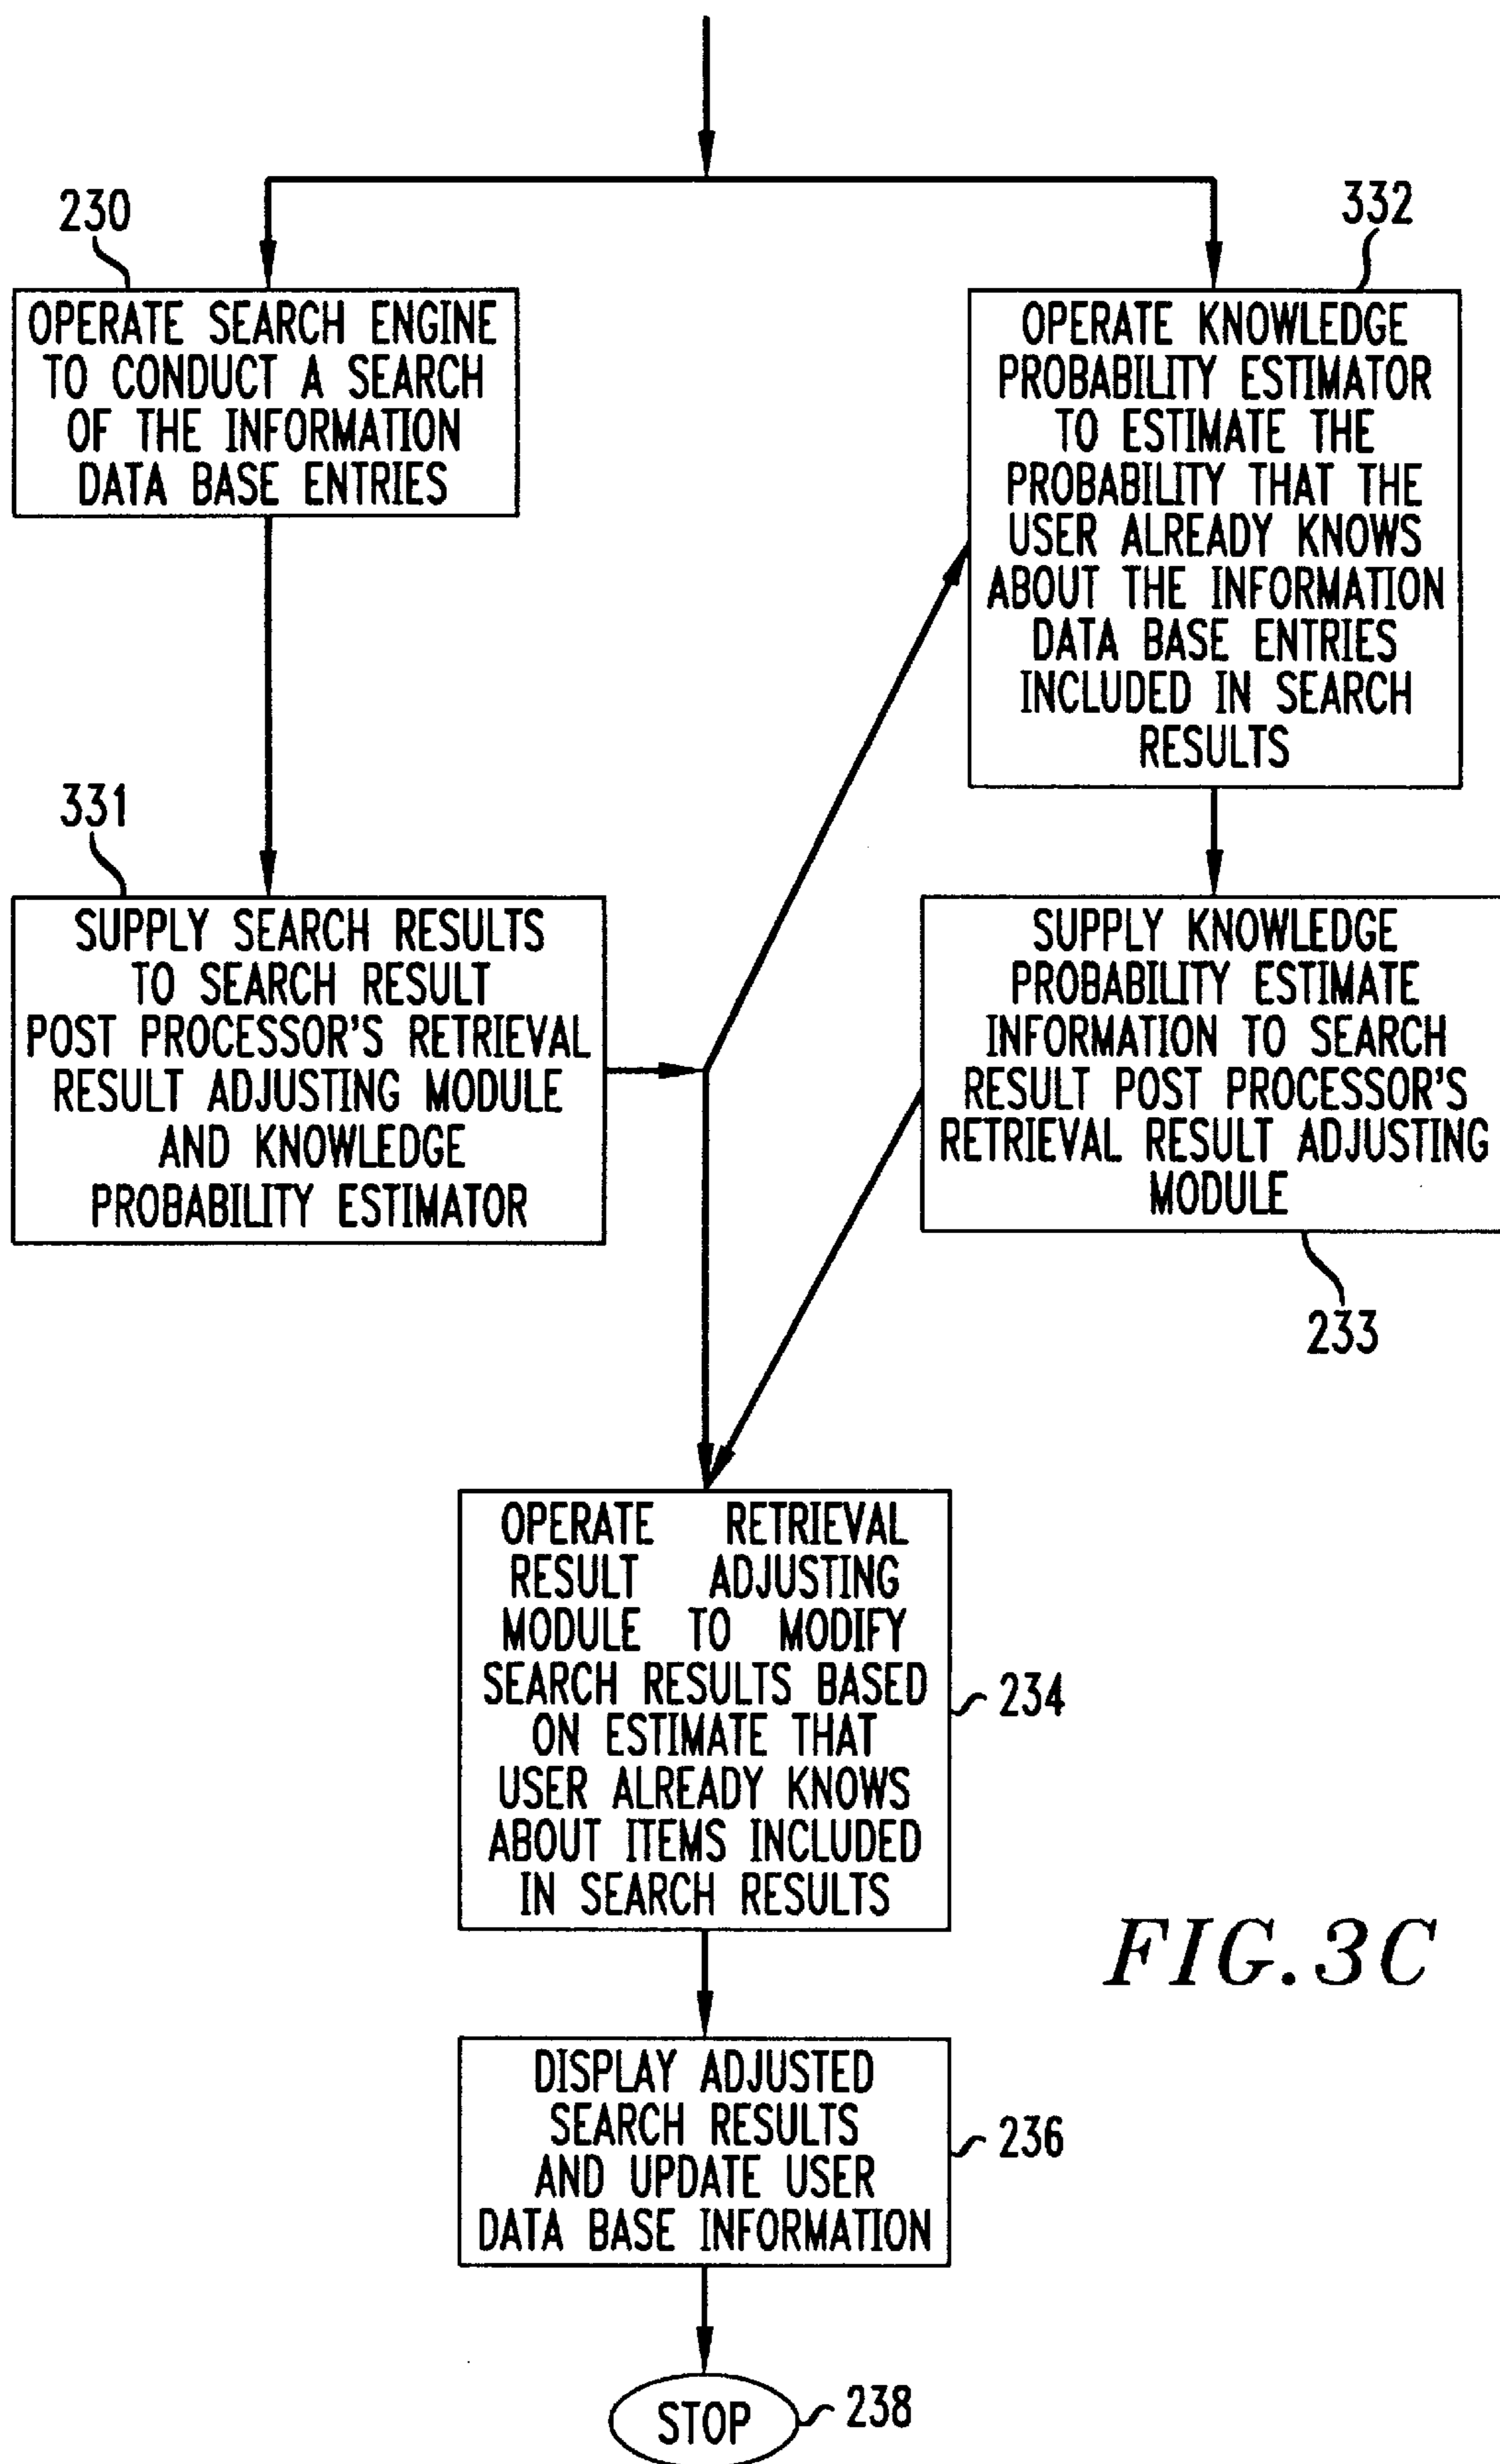 230
OPERATE SEARCH ENGINE
TO CONDUCT A SEARCH
OF THE INFORMATION
DATA BASE ENTRIES
332
OPERATE KNOWLEDGE
PROBABILITY ESTIMATOR
TO ESTIMATE THE
PROBABILITY THAT THE
USER ALREADY KNOWS
ABOUT THE INFORMATION
DATA BASE ENTRIES
INCLUDED IN SEARCH
RESULTS
331
SUPPLY SEARCH RESULTS
TO SEARCH RESULT
POST PROCESSOR'S RETRIEVAL
RESULT ADJUSTING MODULE
AND KNOWLEDGE
PROBABILITY ESTIMATOR
SUPPLY KNOWLEDGE
PROBABILITY ESTIMATE
INFORMATION TO SEARCH
RESULT POST PROCESSOR'S
RETRIEVAL RESULT ADJUSTING
MODULE
233
OPERATE RETRIEVAL
RESULT ADJUSTING
MODULE TO MODIFY
SEARCH RESULTS BASED
ON ESTIMATE THAT
USER ALREADY KNOWS
ABOUT ITEMS INCLUDED
IN SEARCH RESULTS
234
FIG.3C
DISPLAY ADJUSTED
SEARCH RESULTS
AND UPDATE USER
DATA BASE INFORMATION
236
STOP
238